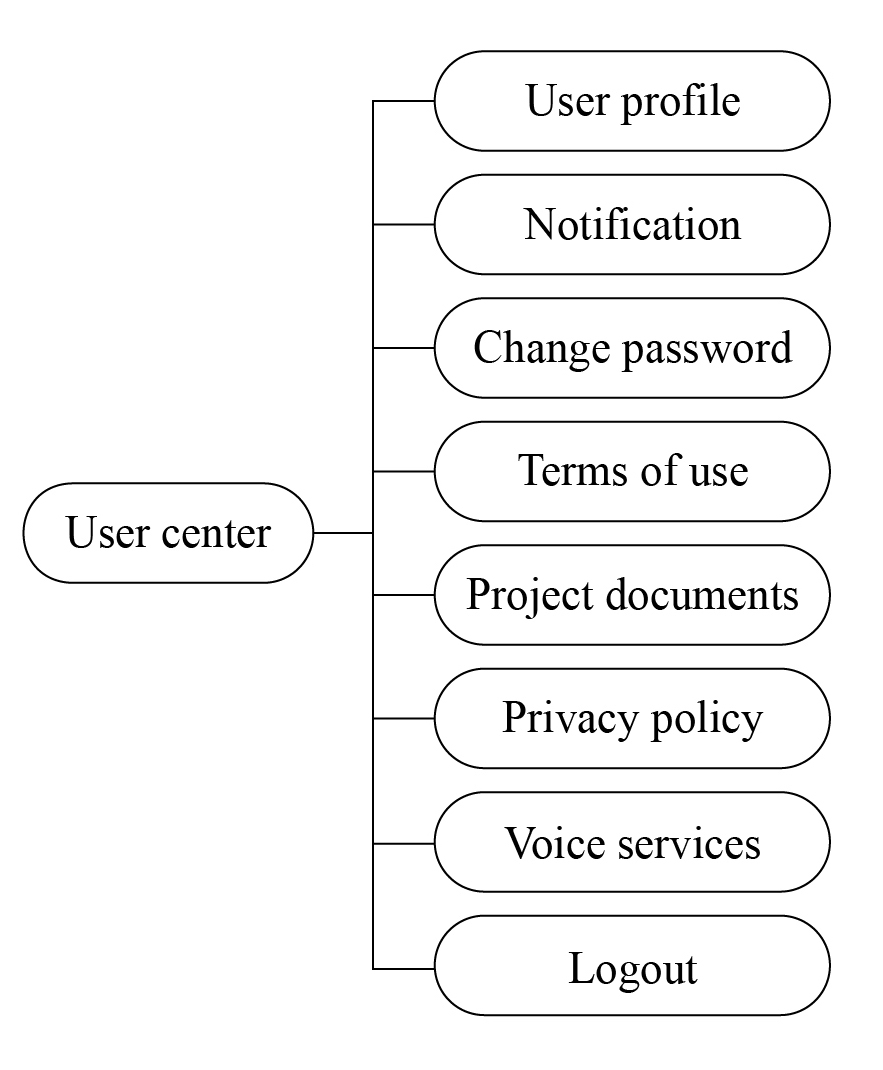 User profile
Notification
Change password
Terms of use
User center
Project documents
Privacy policy
Voice services
Logout